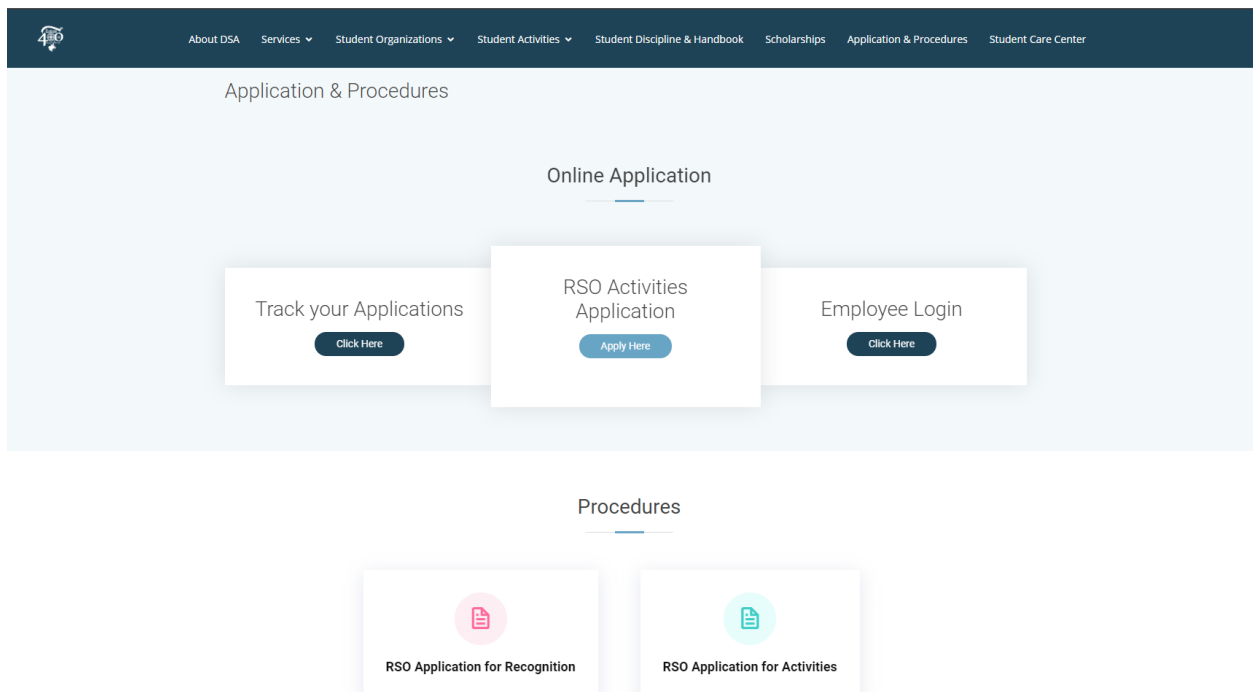 400
About DSA Services Student Organizations Student Activities Student Discipline & Handbook Scholarships Application & Procedures Student Care Center
Application & Procedures
Online Application
Track your Applications
Click Here
RSO Activities
Application
Apply Here
Employee Login
Click Here
Procedures
RSO Application for Recognition
RSO Application for Activities